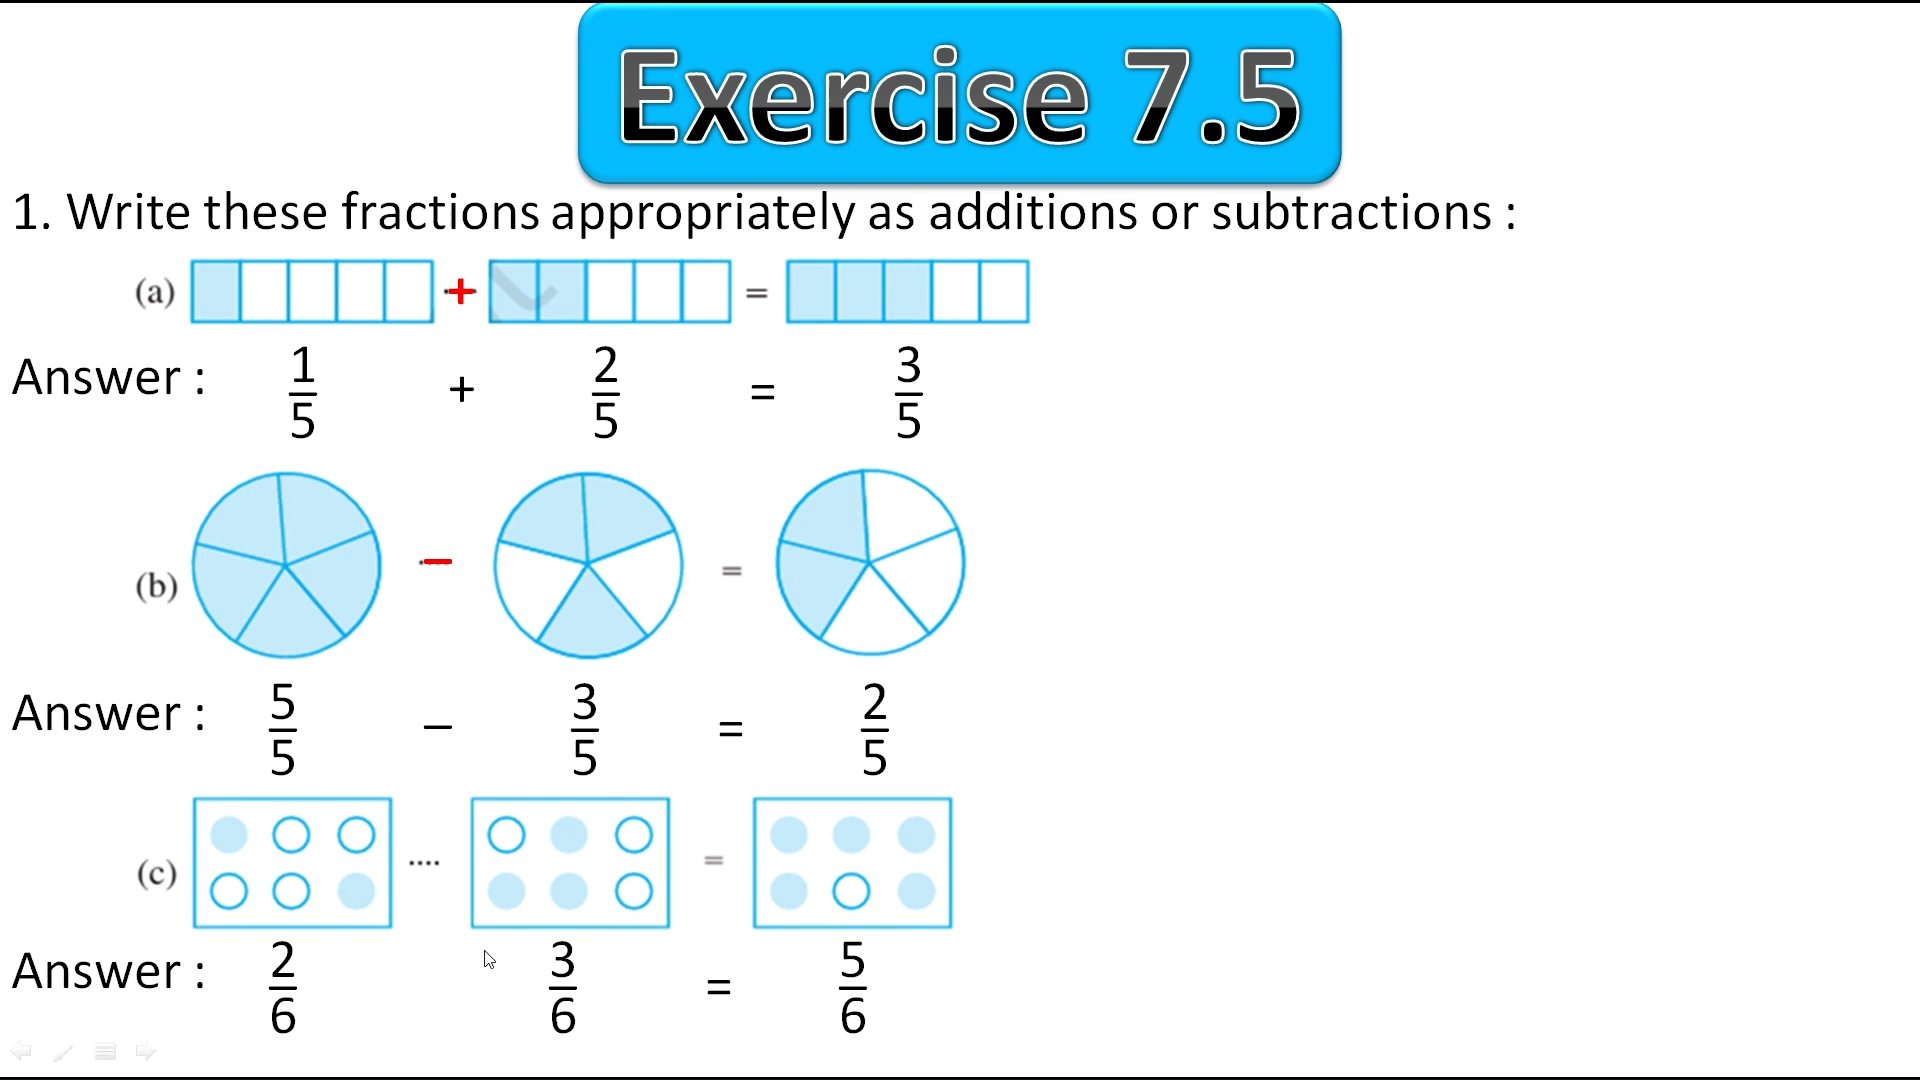 Exercise 7.5
1. Write these fractions appropriately as additions or subtractions :
(a) + =
Answer : 1/5 + 2/5 = 3/5
(b) – =
Answer : 5/5 – 3/5 = 2/5
(c) .... =
Answer : 2/6 3/6 = 5/6